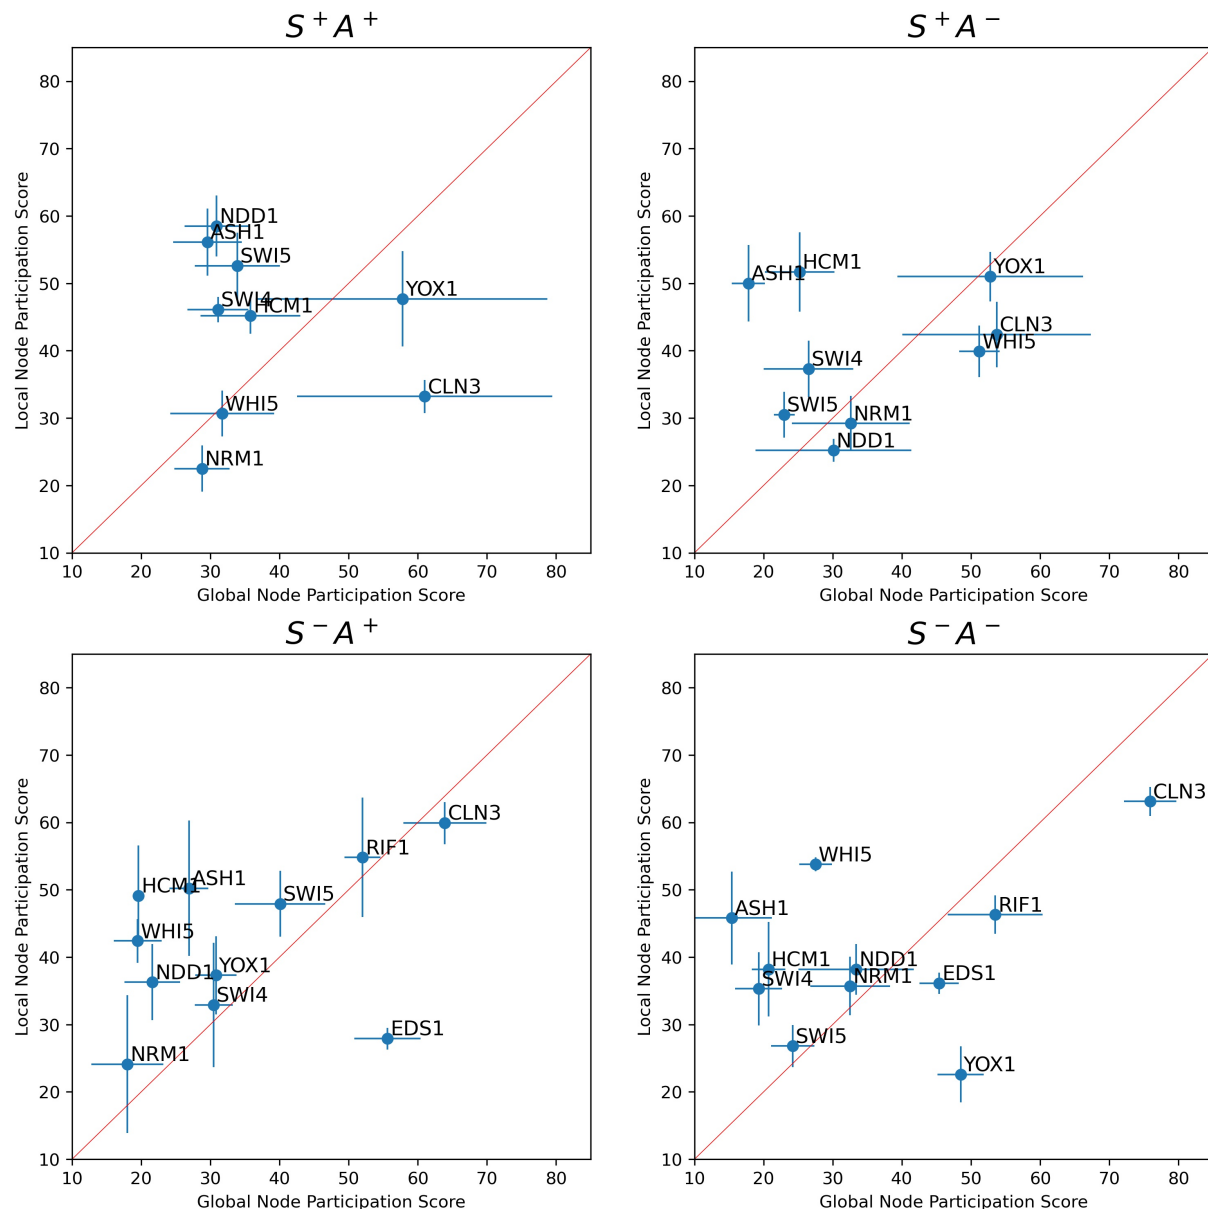 S⁺A⁺
80
70
60
50
40
30
20
10
Local Node Participation Score
NDD1
ASH1
SWI5
SWI4
HCM1
YOX1
CLN3
WHI5
NRM1
10 20 30 40 50 60 70 80
Global Node Participation Score
S⁺A⁻
80
70
60
50
40
30
20
10
Local Node Participation Score
HCM1
ASH1
YOX1
CLN3
WHI5
SWI4
SWI5
NRM1
NDD1
10 20 30 40 50 60 70 80
Global Node Participation Score
S⁻A⁺
80
70
60
50
40
30
20
10
Local Node Participation Score
CLN3
RIF1
ASH1
HCM1
SWI5
WHI5
YOX1
NDD1
SWI4
EDS1
NRM1
10 20 30 40 50 60 70 80
Global Node Participation Score
S⁻A⁻
80
70
60
50
40
30
20
10
Local Node Participation Score
CLN3
WHI5
ASH1
RIF1
HCM1
NDD1
SWI4
NRM1
EDS1
SWI5
YOX1
10 20 30 40 50 60 70 80
Global Node Participation Score